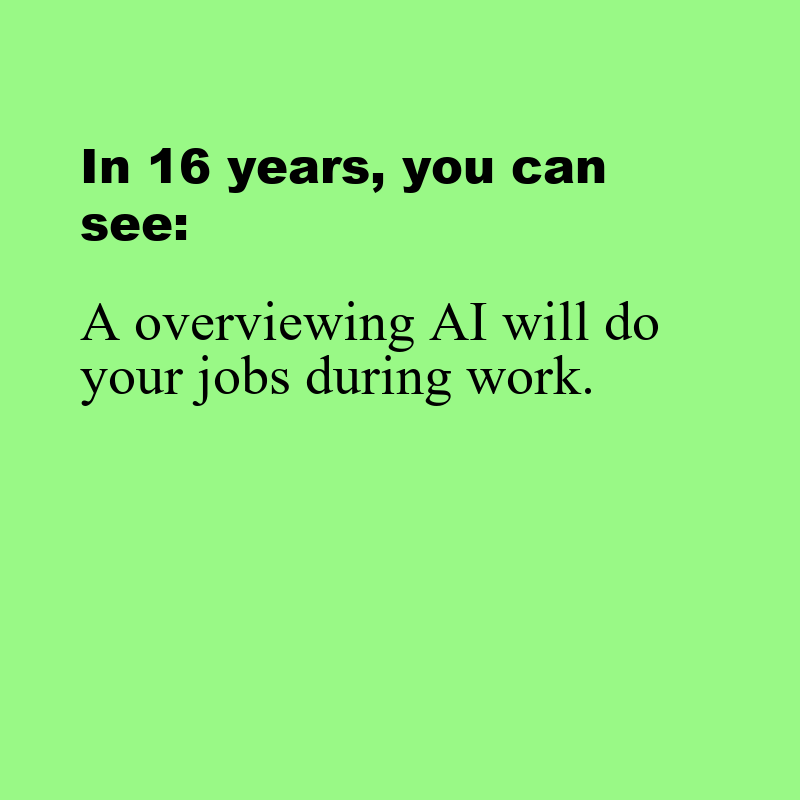 In 16 years, you can
see:
A overviewing AI will do
your jobs during work.